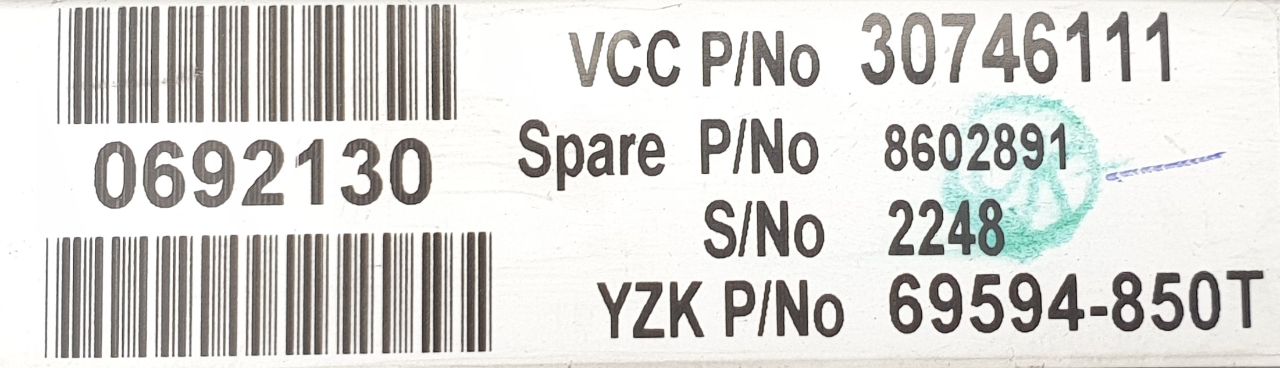 0692130
VCC P/No 30746111
Spare P/No 8602891
S/No 2248
YZK P/No 69594-850T